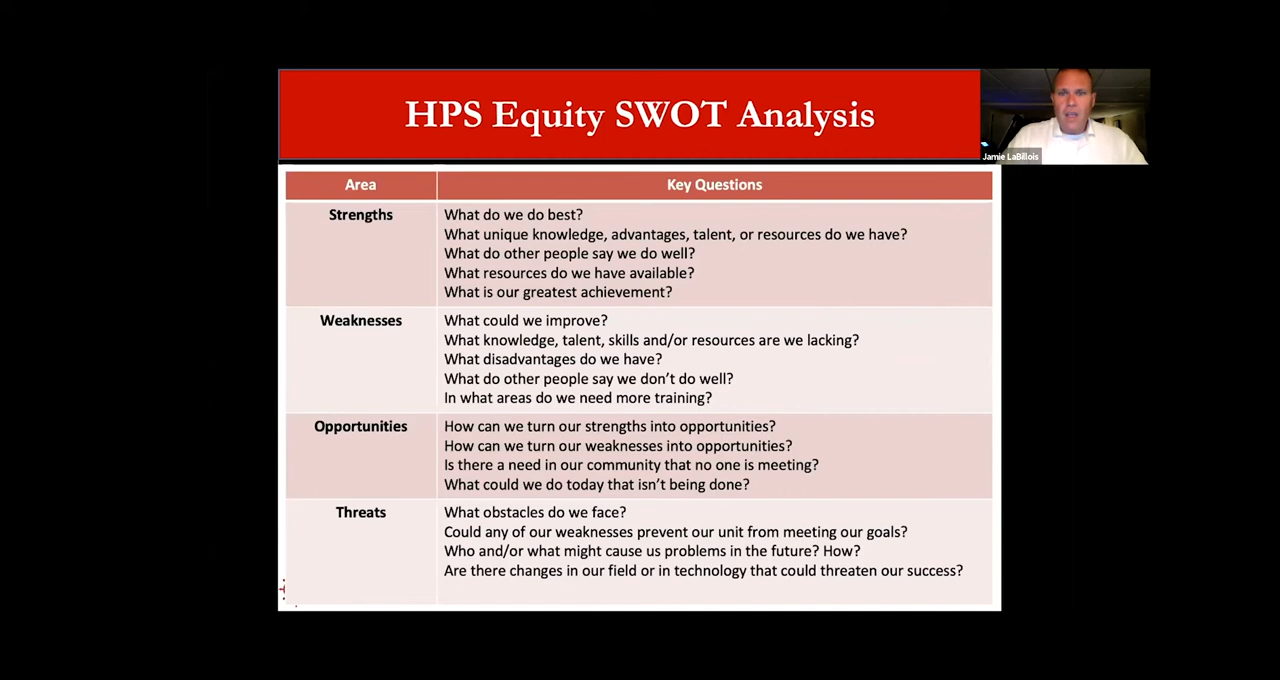 HPS Equity SWOT Analysis
Jamie LaBillois
Area
Key Questions
Strengths
What do we do best?
What unique knowledge, advantages, talent, or resources do we have?
What do other people say we do well?
What resources do we have available?
What is our greatest achievement?
Weaknesses
What could we improve?
What knowledge, talent, skills and/or resources are we lacking?
What disadvantages do we have?
What do other people say we don’t do well?
In what areas do we need more training?
Opportunities
How can we turn our strengths into opportunities?
How can we turn our weaknesses into opportunities?
Is there a need in our community that no one is meeting?
What could we do today that isn’t being done?
Threats
What obstacles do we face?
Could any of our weaknesses prevent our unit from meeting our goals?
Who and/or what might cause us problems in the future? How?
Are there changes in our field or in technology that could threaten our success?